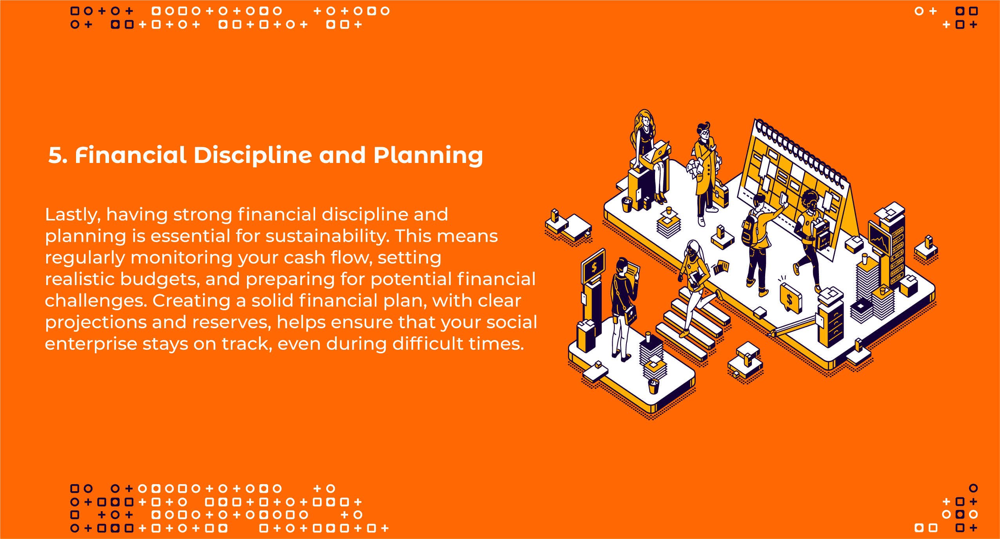 5. Financial Discipline and Planning
Lastly, having strong financial discipline and
planning is essential for sustainability. This means
regularly monitoring your cash flow, setting
realistic budgets, and preparing for potential financial
challenges. Creating a solid financial plan, with clear
projections and reserves, helps ensure that your social
enterprise stays on track, even during difficult times.
$
$